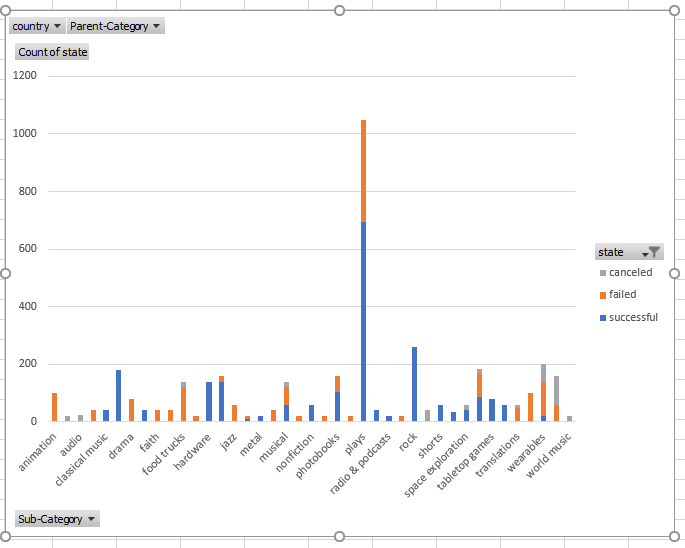 country Parent-Category
Count of state
1200
1000
800
600
400
200
0
state
canceled
failed
successful
animation
audio
classical music
drama
faith
food trucks
hardware
jazz
metal
musical
nonfiction
photobooks
plays
radio & podcasts
rock
shorts
space exploration
tabletop games
translations
wearables
world music
Sub-Category